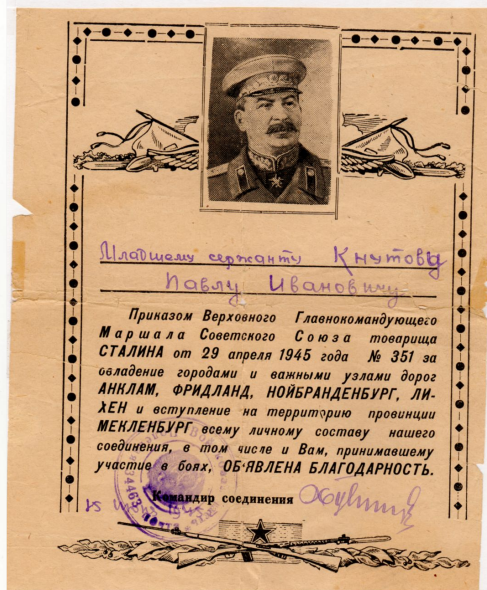 Младшему сержанту Кнутову
Павлу Ивановичу
Приказом Верховного Главнокомандующего
Маршала Советского Союза товарища
СТАЛИНА от 29 апреля 1945 года № 351 за
овладение городами и важными узлами дорог
АНКЛАМ, ФРИДЛАНД, НОЙБРАНДЕНБУРГ, ЛИ-
ХЕН и вступление на территорию провинции
МЕКЛЕНБУРГ всему личному составу нашего
соединения, в том числе и Вам, принимавшему
участие в боях, ОБ'ЯВЛЕНА БЛАГОДАРНОСТЬ.
Командир соединения
34463
1945